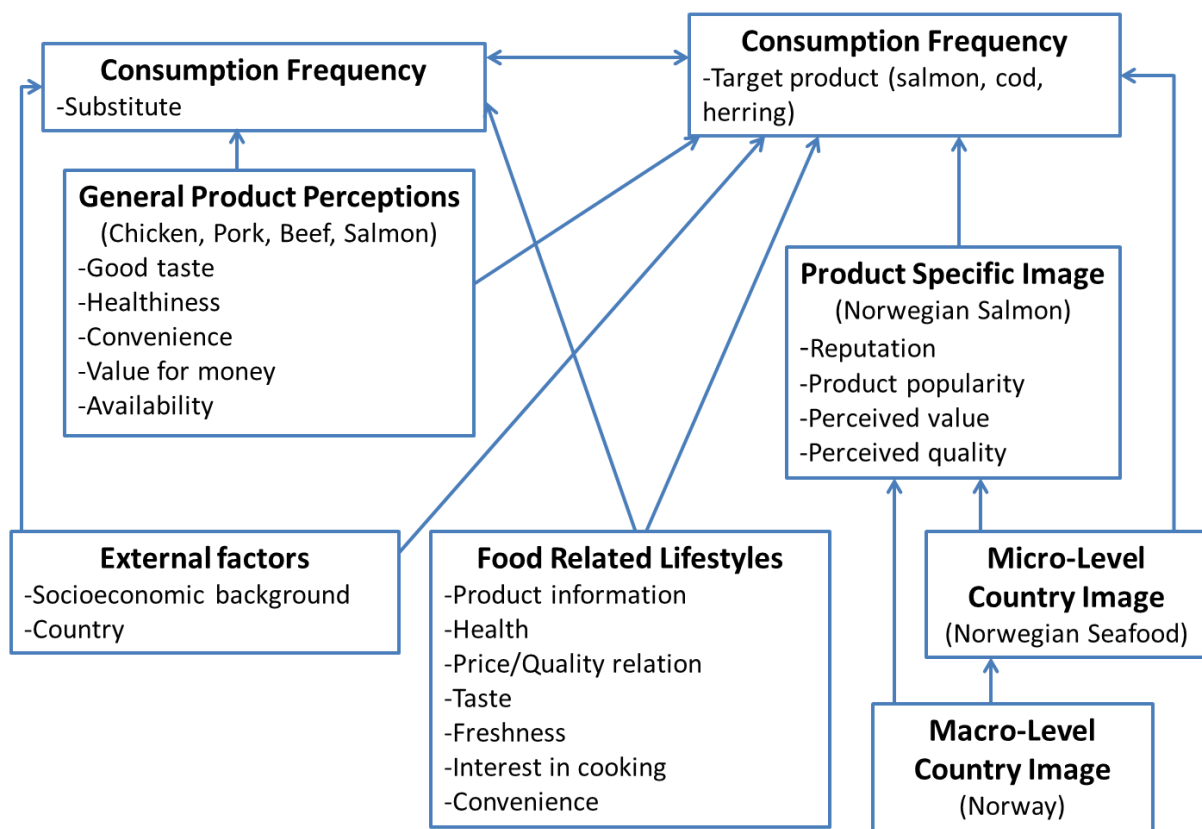 Consumption Frequency
-Substitute
Consumption Frequency
-Target product (salmon, cod,
herring)
General Product Perceptions
(Chicken, Pork, Beef, Salmon)
-Good taste
-Healthiness
-Convenience
-Value for money
-Availability
Product Specific Image
(Norwegian Salmon)
-Reputation
-Product popularity
-Perceived value
-Perceived quality
External factors
-Socioeconomic background
-Country
Food Related Lifestyles
-Product information
-Health
-Price/Quality relation
-Taste
-Freshness
-Interest in cooking
-Convenience
Micro-Level
Country Image
(Norwegian Seafood)
Macro-Level
Country Image
(Norway)